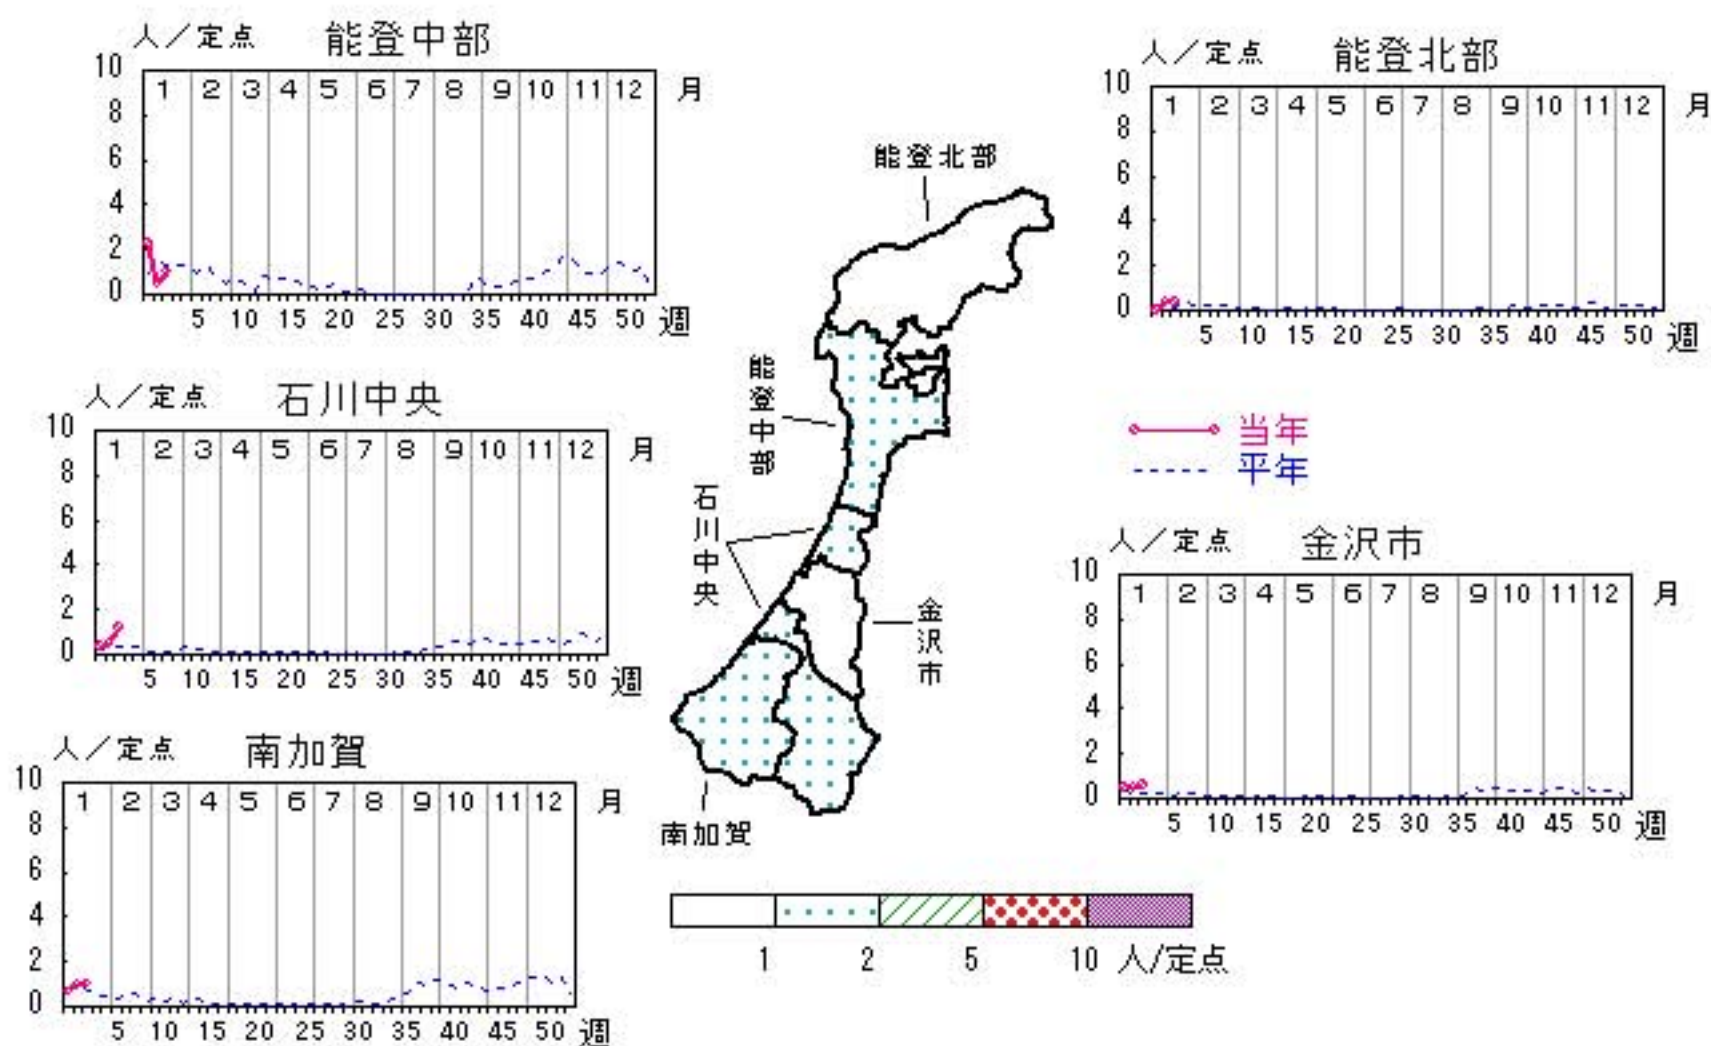 人／定点 能登中部
10 8 6 4 2 0
1 2 3 4 5 6 7 8 9 10 11 12 月
5 10 15 20 25 30 35 40 45 50 週
人／定点 能登北部
10 8 6 4 2 0
1 2 3 4 5 6 7 8 9 10 11 12 月
5 10 15 20 25 30 35 40 45 50 週
人／定点 石川中央
10 8 6 4 2 0
1 2 3 4 5 6 7 8 9 10 11 12 月
5 10 15 20 25 30 35 40 45 50 週
能登北部
能登中部
石川中央
金沢市
南加賀
当年
平年
人／定点 金沢市
10 8 6 4 2 0
1 2 3 4 5 6 7 8 9 10 11 12 月
5 10 15 20 25 30 35 40 45 50 週
人／定点 南加賀
10 8 6 4 2 0
1 2 3 4 5 6 7 8 9 10 11 12 月
5 10 15 20 25 30 35 40 45 50 週
1 2 5 10 人/定点